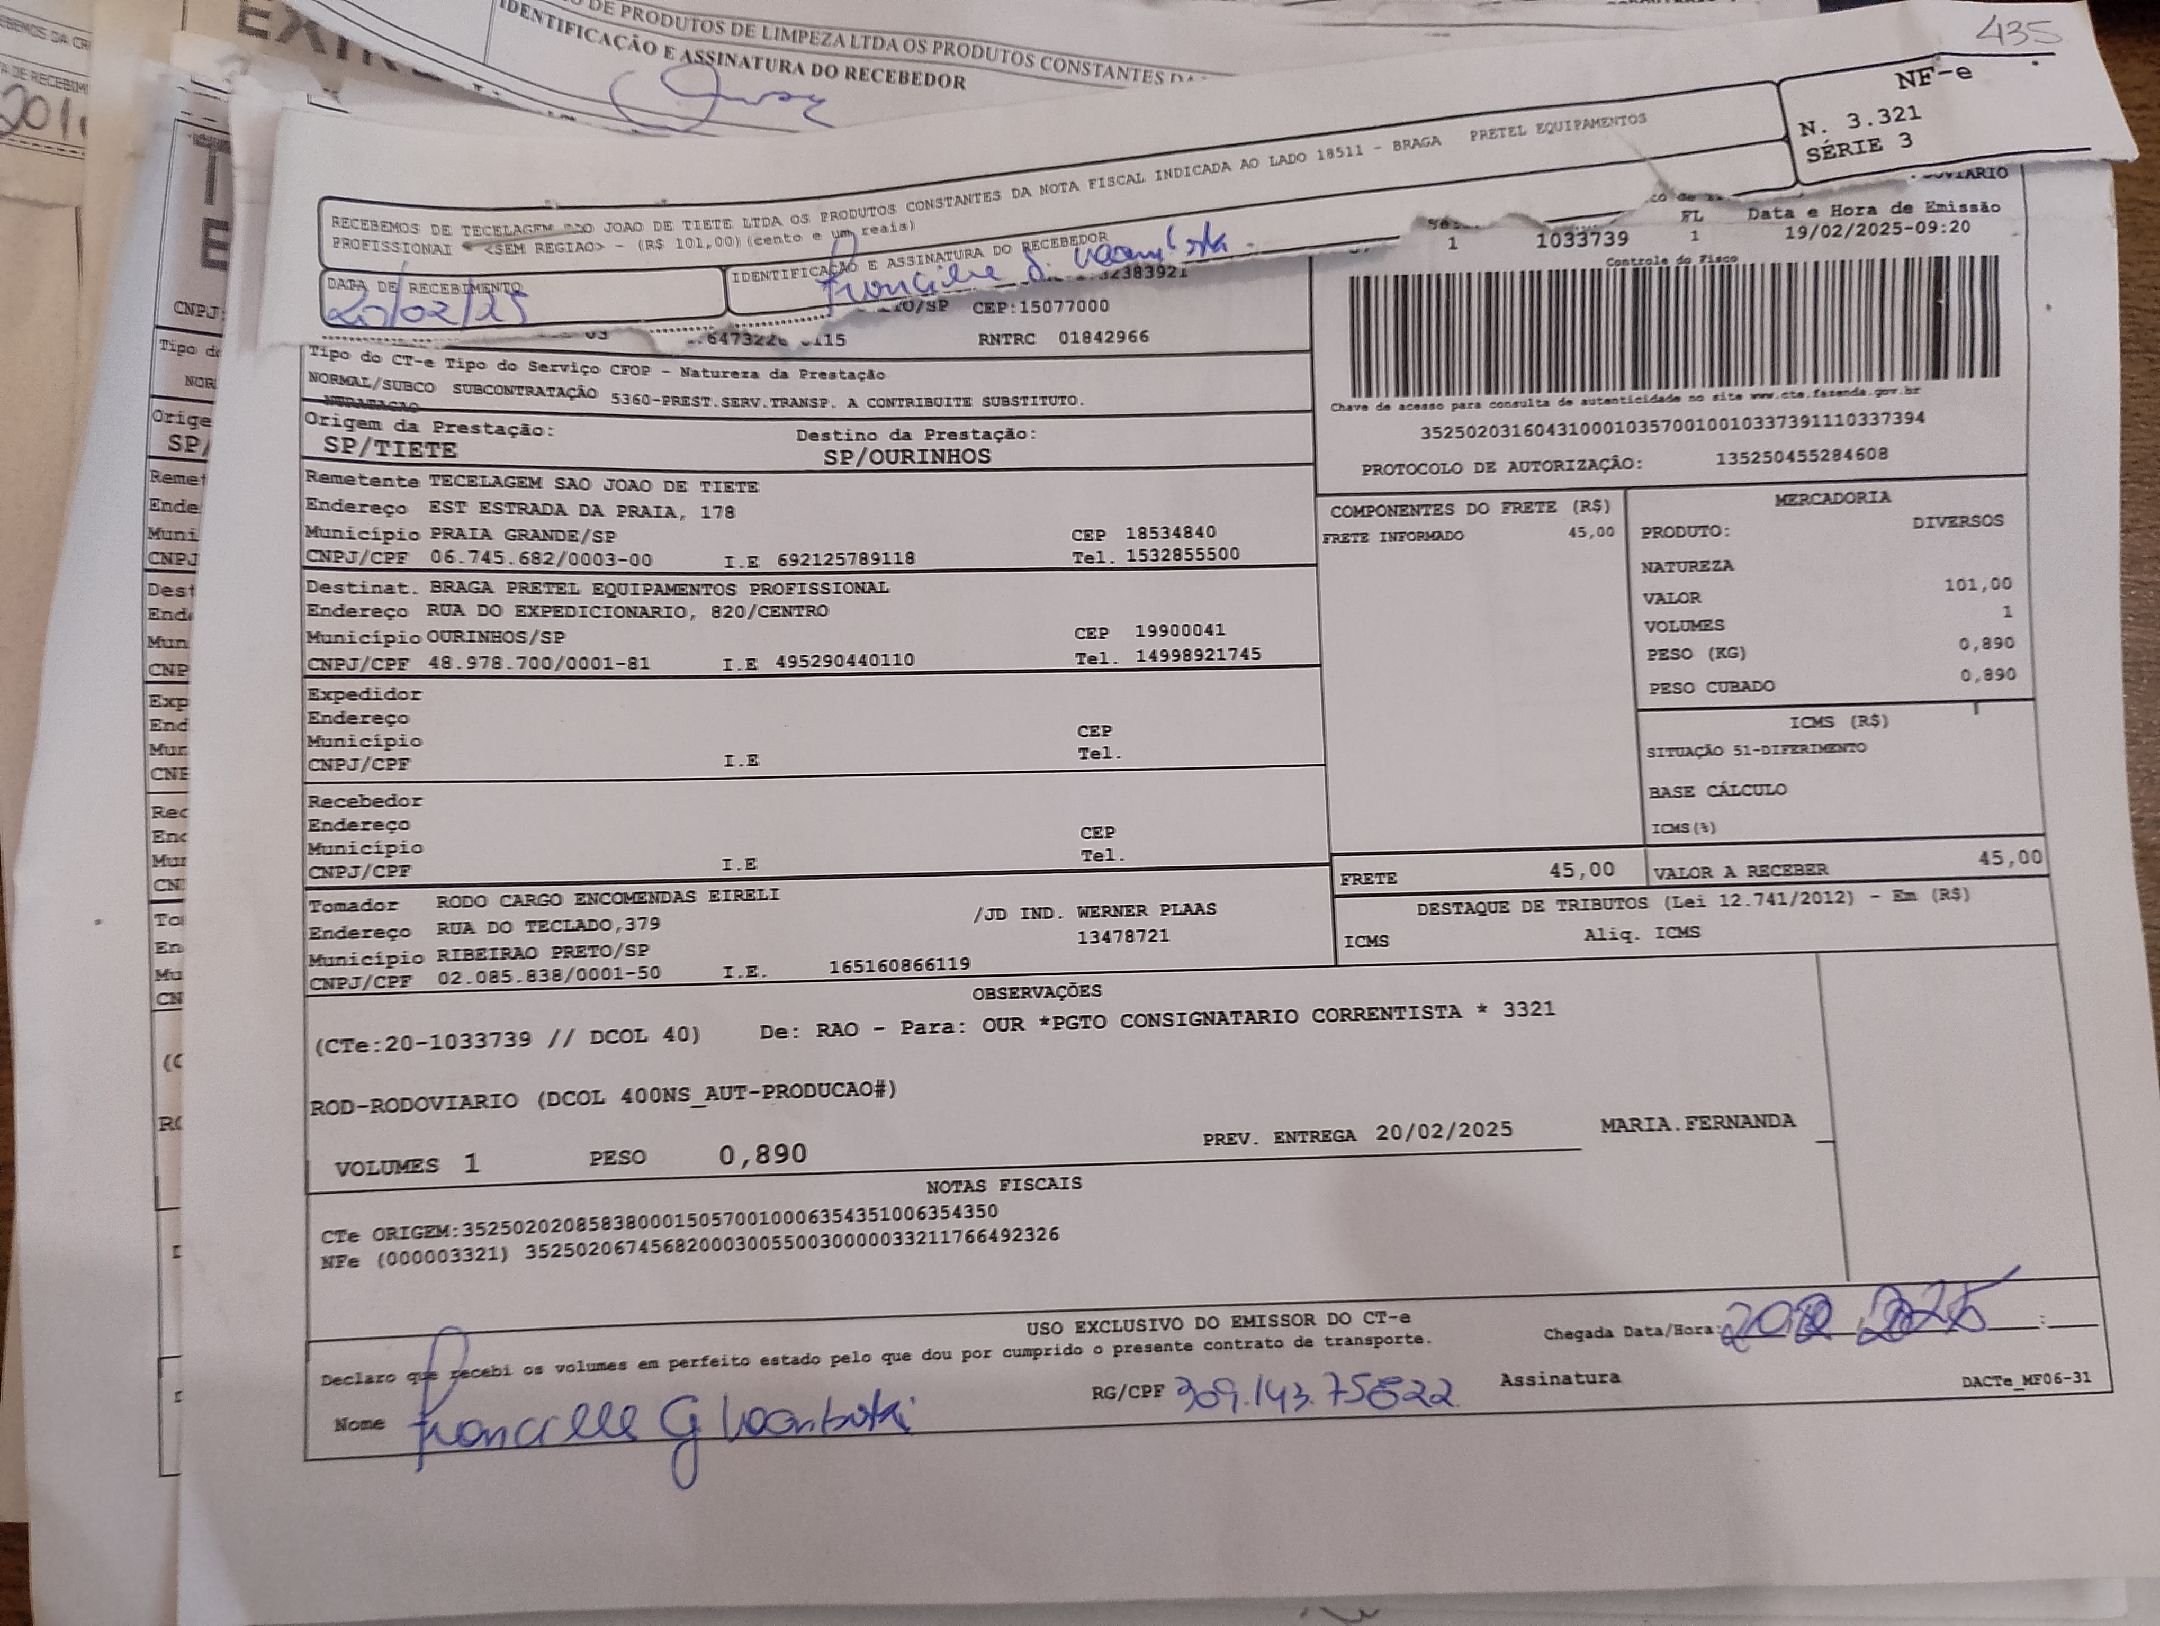 DE PRODUTOS DE LIMPEZA LTDA OS PRODUTOS CONSTANTES DA
IDENTIFICAÇÃO E ASSINATURA DO RECEBEDOR
435
NF-e
N. 3.321
SÉRIE 3
RECEBEMOS DE TECELAGEM SAO JOAO DE TIETE LTDA OS PRODUTOS CONSTANTES DA NOTA FISCAL INDICADA AO LADO 18511 - BRAGA PRETEL EQUIPAMENTOS
PROFISSIONAL * <SEM REGIAO> - (R$ 101,00)(cento e um reais)
DATA DE RECEBIMENTO
20/02/25
IDENTIFICAÇÃO E ASSINATURA DO RECEBEDOR
FL Data e Hora de Emissão
1 1033739 1 19/02/2025-09:20
Controle do Fisco
/SP CEP:15077000
RNTRC 01842966
Tipo do CT-e Tipo do Serviço CFOP - Natureza da Prestação
NORMAL/SUBCO SUBCONTRATAÇÃO 5360-PREST.SERV.TRANSP. A CONTRIBUITE SUBSTITUTO.
NTRATAÇAO
Chave de acesso para consulta de autenticidade no site www.cte.fazenda.gov.br
35250203160431000103570010010337391110337394
PROTOCOLO DE AUTORIZAÇÃO: 135250455284608
Origem da Prestação: Destino da Prestação:
SP/TIETE SP/OURINHOS
Remetente TECELAGEM SAO JOAO DE TIETE
Endereço EST ESTRADA DA PRAIA, 178
Município PRAIA GRANDE/SP CEP 18534840
CNPJ/CPF 06.745.682/0003-00 I.E 692125789118 Tel. 1532855500
Destinat. BRAGA PRETEL EQUIPAMENTOS PROFISSIONAL
Endereço RUA DO EXPEDICIONARIO, 820/CENTRO
Município OURINHOS/SP CEP 19900041
CNPJ/CPF 48.978.700/0001-81 I.E 495290440110 Tel. 14998921745
Expedidor
Endereço
Município CEP
CNPJ/CPF I.E Tel.
Recebedor
Endereço
Município CEP
CNPJ/CPF I.E Tel.
Tomador RODO CARGO ENCOMENDAS EIRELI
Endereço RUA DO TECLADO,379 /JD IND. WERNER PLAAS
Município RIBEIRAO PRETO/SP 13478721
CNPJ/CPF 02.085.838/0001-50 I.E. 165160866119
COMPONENTES DO FRETE (R$)
FRETE INFORMADO 45,00
MERCADORIA
PRODUTO: DIVERSOS
NATUREZA
VALOR 101,00
VOLUMES 1
PESO (KG) 0,890
PESO CUBADO 0,890
ICMS (R$)
SITUAÇÃO 51-DIFERIMENTO
BASE CÁLCULO
ICMS(%)
FRETE 45,00 VALOR A RECEBER 45,00
DESTAQUE DE TRIBUTOS (Lei 12.741/2012) - Em (R$)
ICMS Aliq. ICMS
OBSERVAÇÕES
(CTe:20-1033739 // DCOL 40) De: RAO - Para: OUR *PGTO CONSIGNATARIO CORRENTISTA * 3321
ROD-RODOVIARIO (DCOL 400NS_AUT-PRODUCAO#)
VOLUMES 1 PESO 0,890 PREV. ENTREGA 20/02/2025 MARIA.FERNANDA
NOTAS FISCAIS
CTe ORIGEM:35250202085838000150570010006354351006354350
NFe (000003321) 35250206745682000300550030000033211766492326
USO EXCLUSIVO DO EMISSOR DO CT-e
Declaro que recebi os volumes em perfeito estado pelo que dou por cumprido o presente contrato de transporte.
Chegada Data/Hora:
Nome
RG/CPF 309.143.75822
Assinatura
DACTe_MF06-31